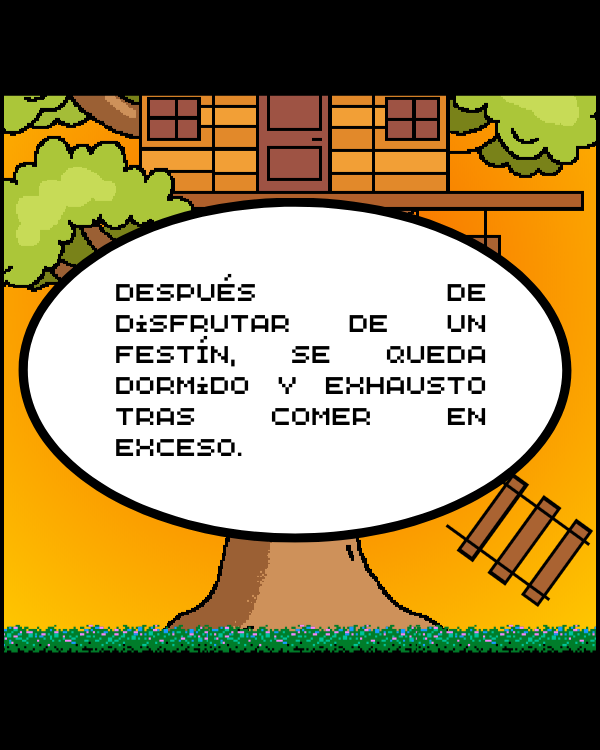 DESPUÉS DE
DiSFRUTAR DE UN
FESTÍN, SE QUEDA
DORMiDO Y EXHAUSTO
TRAS COMER EN
EXCESO.